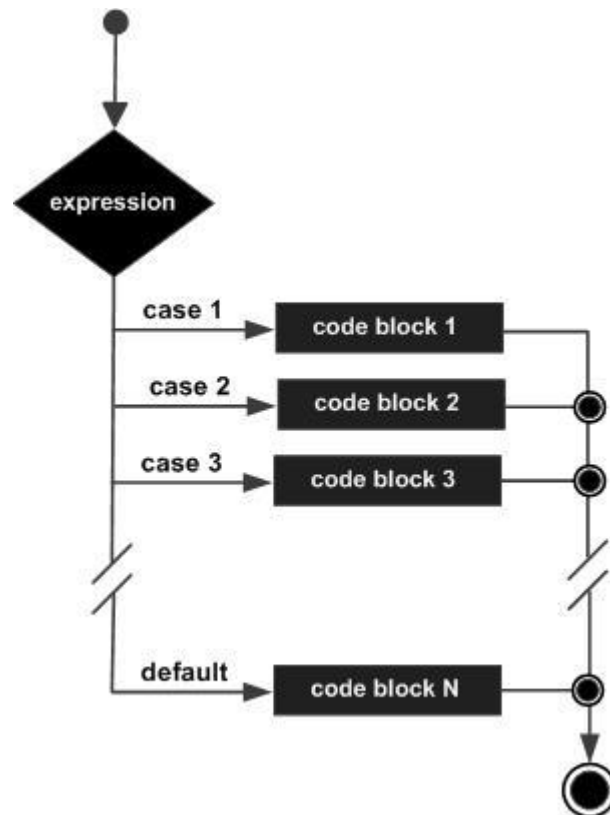 expression
case 1
code block 1
case 2
code block 2
case 3
code block 3
default
code block N